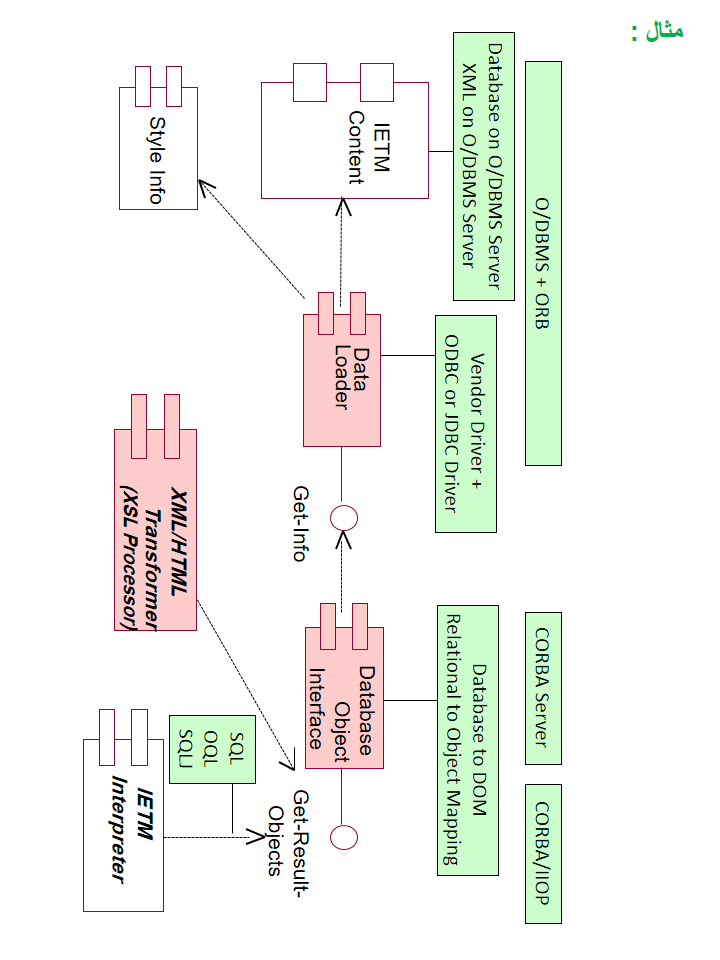 مثال :
O/DBMS + ORB
CORBA Server
CORBA/IIOP
Database on O/DBMS Server
XML on O/DBMS Server
Vendor Driver +
ODBC or JDBC Driver
Database to DOM
Relational to Object Mapping
IETM
Content
Data
Loader
Get-Info
Database
Object
Interface
Get-Result-
Objects
Style Info
XML/HTML
Transformer
(XSL Processor)
SQL
OQL
SQLJ
IETM
Interpreter